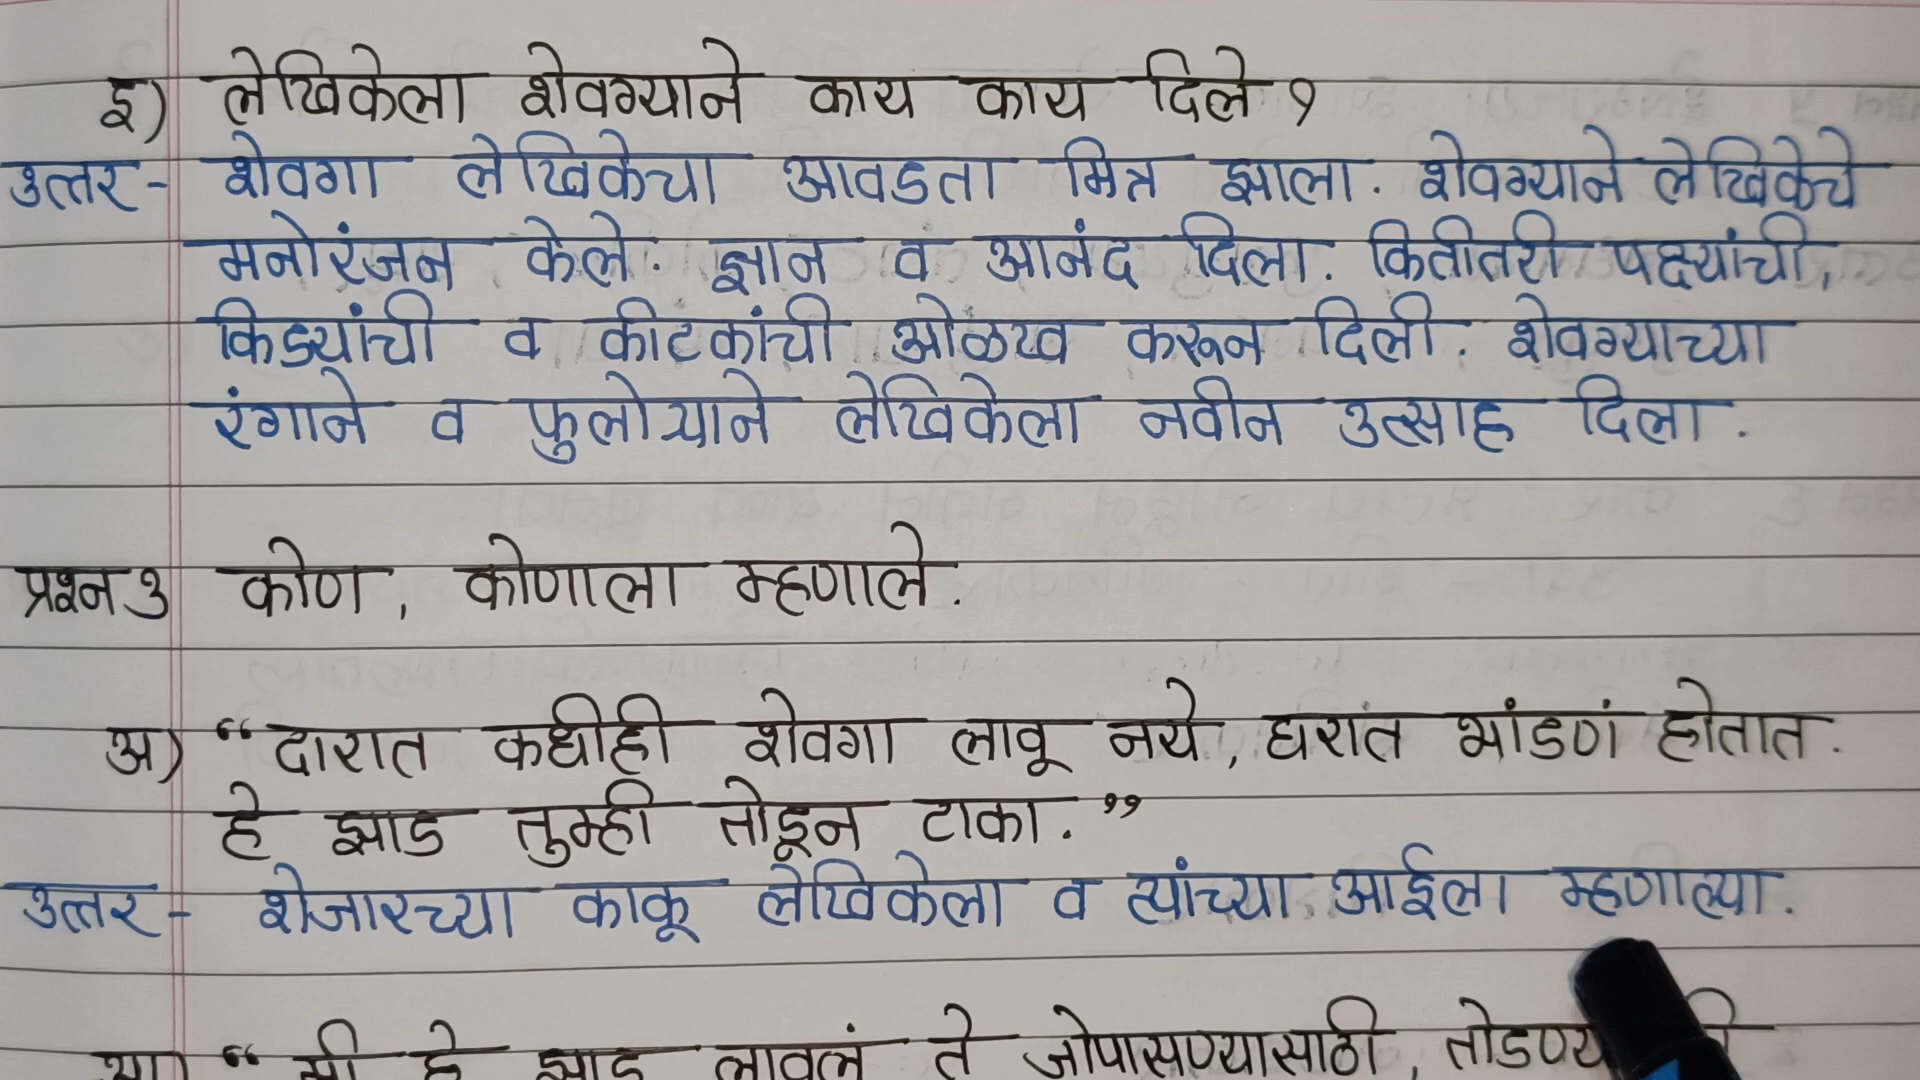 इ) लेखिकेला शेवग्याने काय काय दिले ?
उत्तर - शेवगा लेखिकेचा आवडता मित्र झाला. शेवग्याने लेखिकेचे
मनोरंजन केले. ज्ञान व आनंद दिला. कितीतरी पक्ष्यांची,
किड्यांची व कीटकांची ओळख करून दिली. शेवग्याच्या
रंगाने व फुलोऱ्याने लेखिकेला नवीन उत्साह दिला.
प्रश्न ३ कोण, कोणाला म्हणाले.
अ) “दारात कधीही शेवगा लावू नये, घरात भांडणं होतात.
हे झाड तुम्ही तोडून टाका.”
उत्तर - शेजारच्या काकू लेखिकेला व त्यांच्या आईला म्हणाल्या.
आ) “मी हे झाड लावलं ते जोपासण्यासाठी,